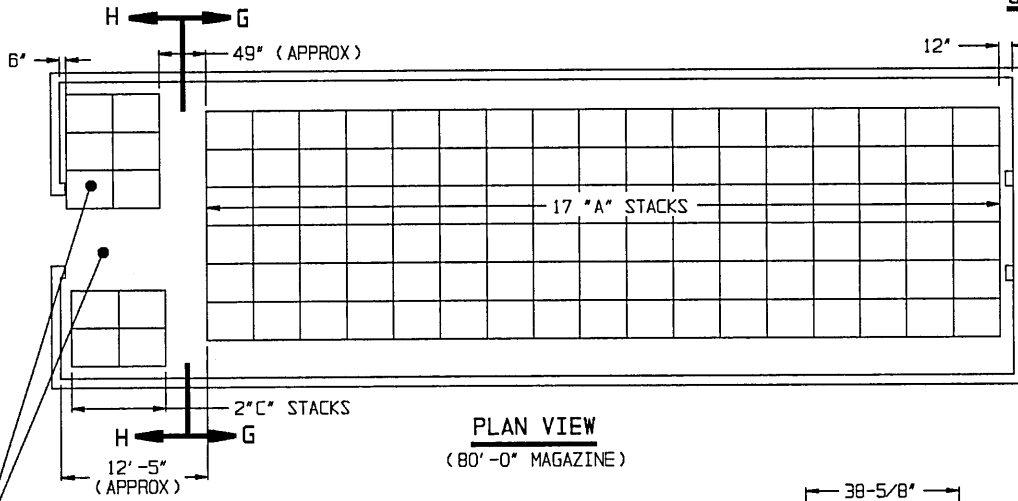 H G
6"
49" (APPROX)
12"
17 "A" STACKS
2"C" STACKS
H G
PLAN VIEW
(80'-0" MAGAZINE)
12'-5"
(APPROX)
38-5/8"